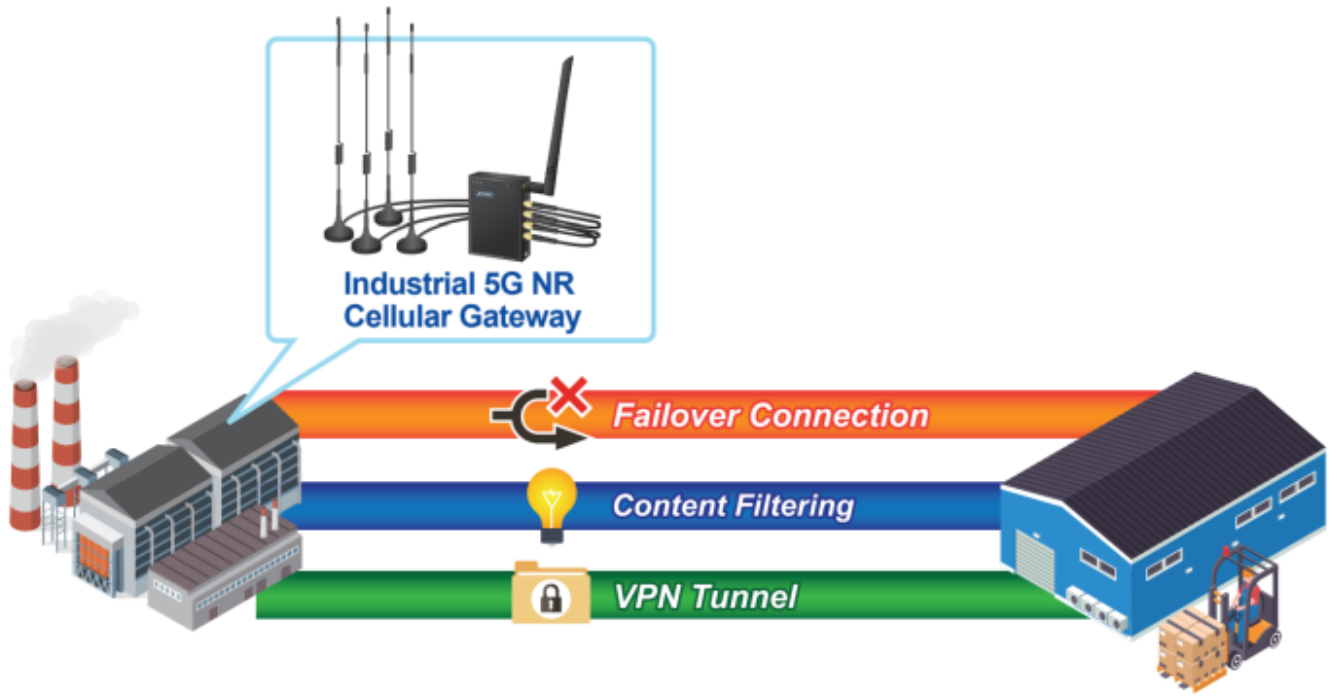 Industrial 5G NR
Cellular Gateway
Failover Connection
Content Filtering
VPN Tunnel